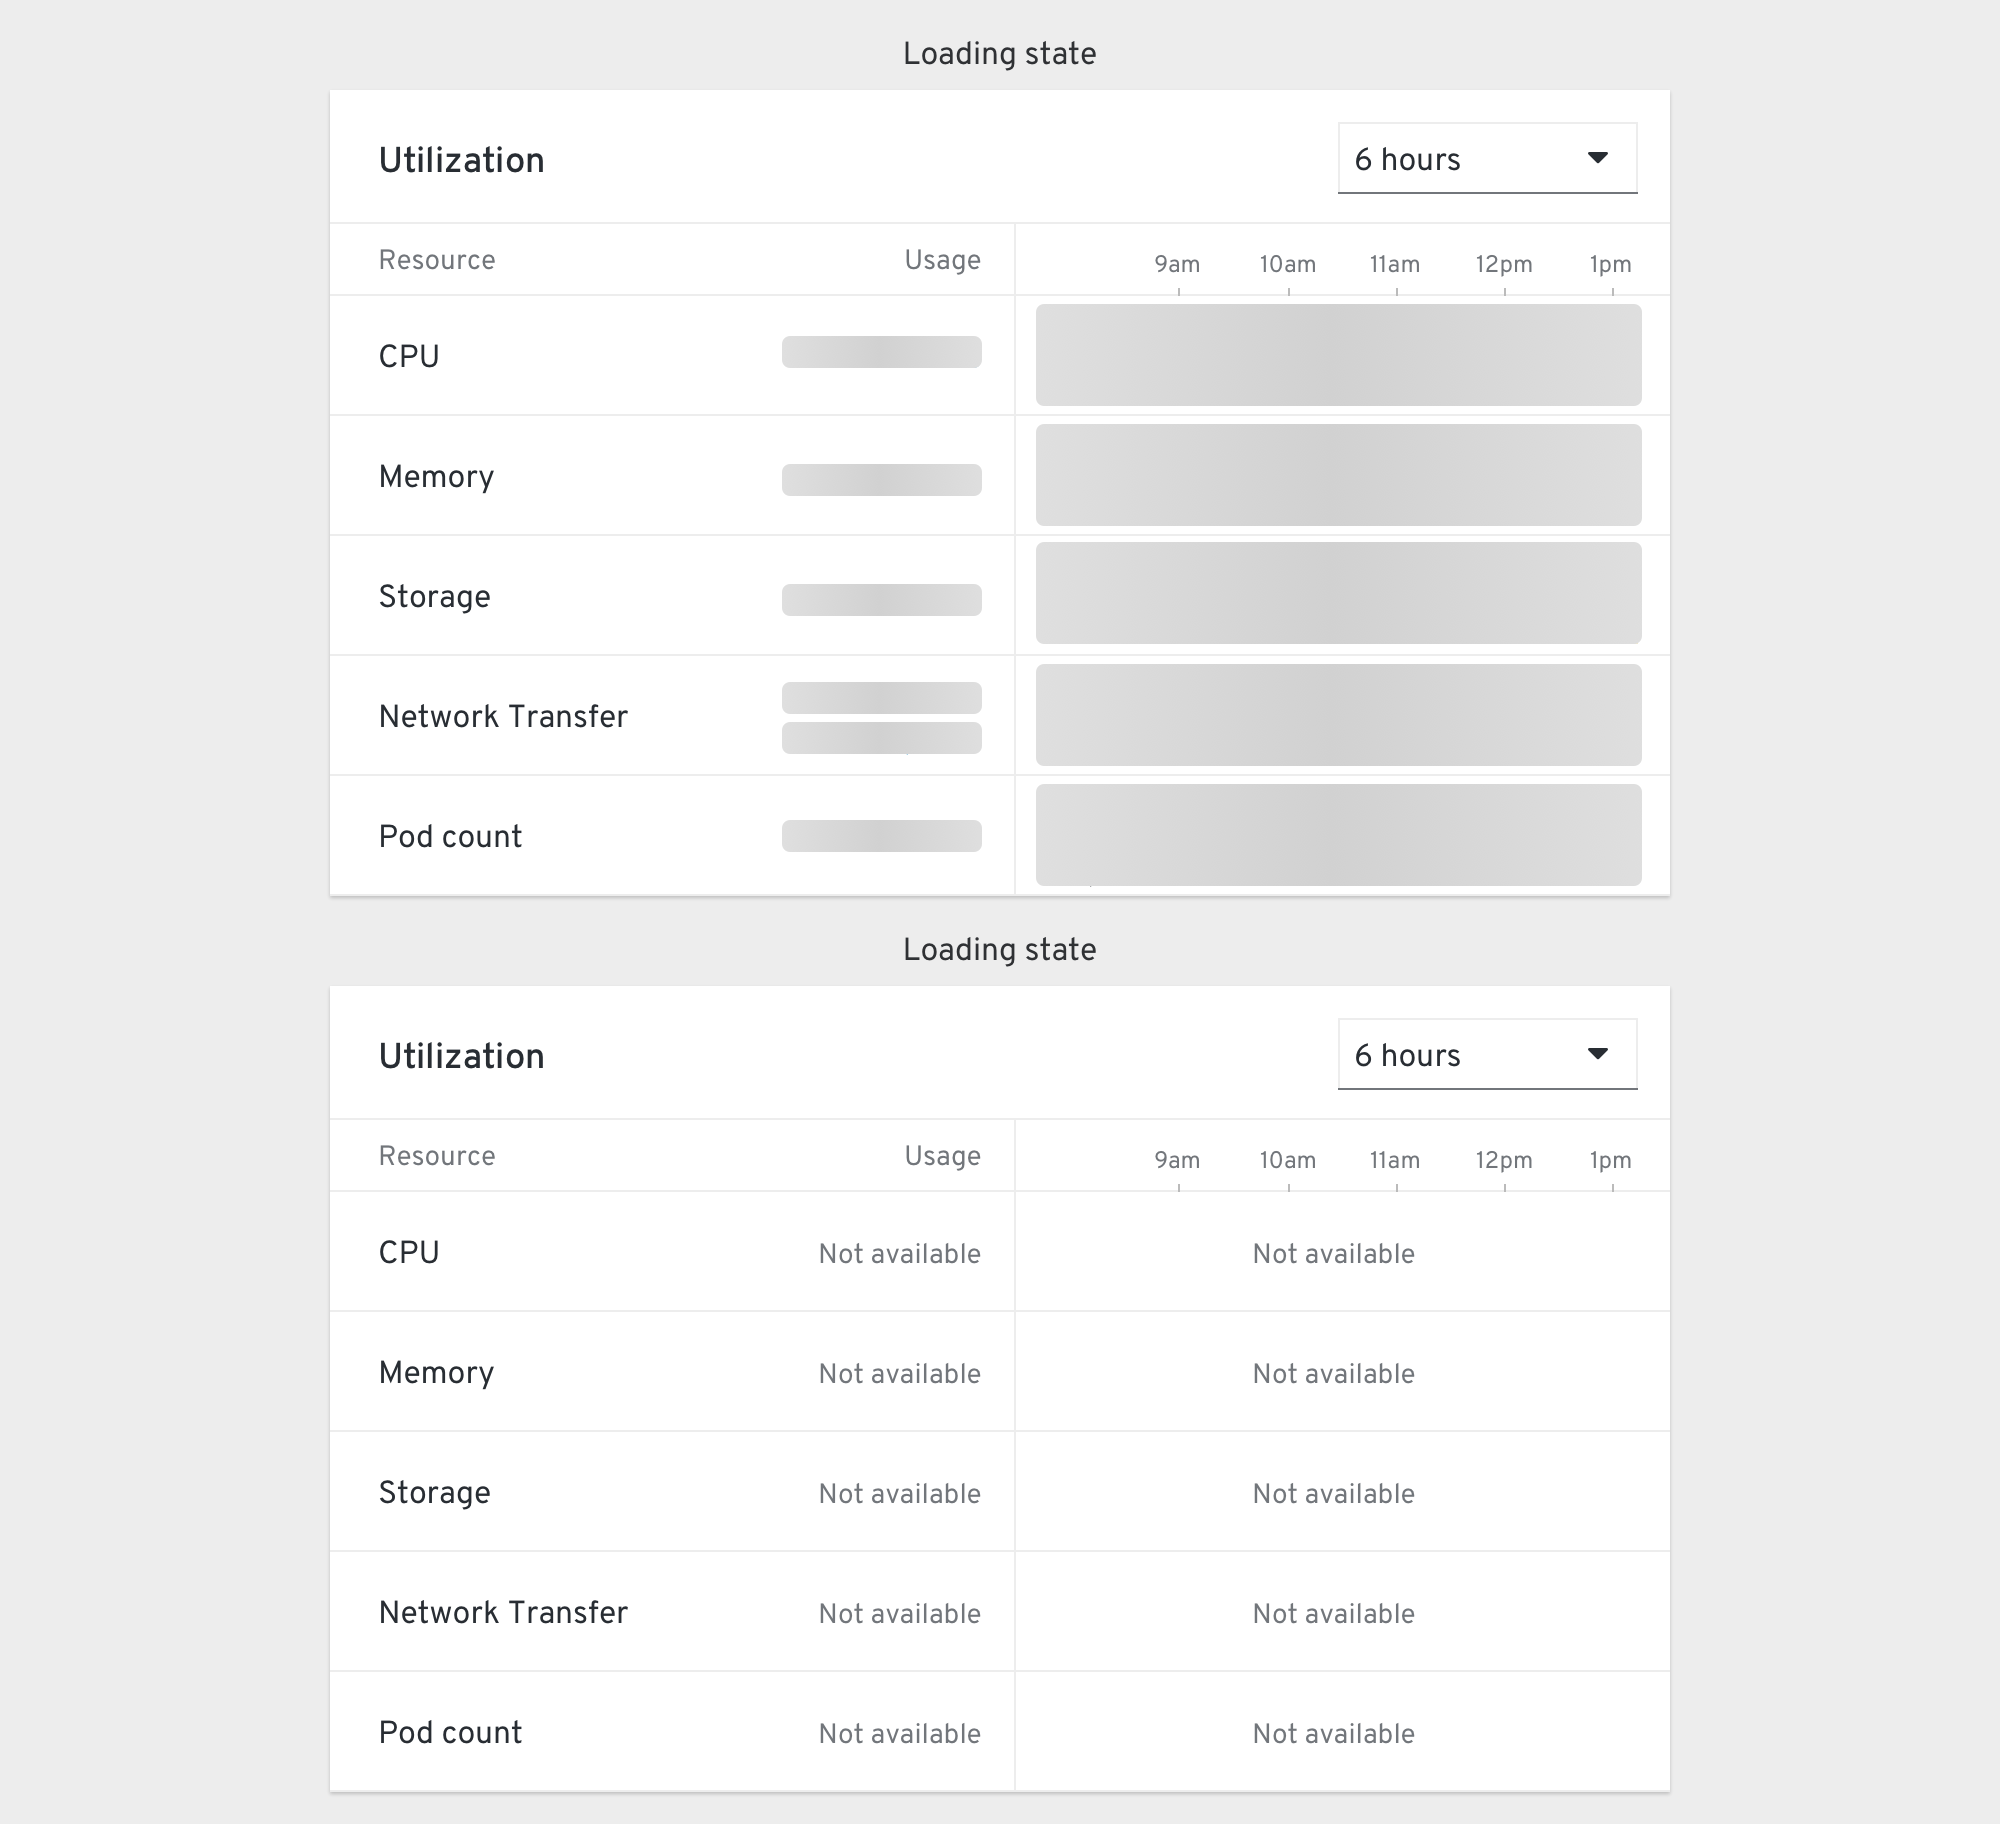 Loading state
Utilization
6 hours
Resource Usage 9am 10am 11am 12pm 1pm
CPU
Memory
Storage
Network Transfer
Pod count
Loading state
Utilization
6 hours
Resource Usage 9am 10am 11am 12pm 1pm
CPU Not available Not available
Memory Not available Not available
Storage Not available Not available
Network Transfer Not available Not available
Pod count Not available Not available